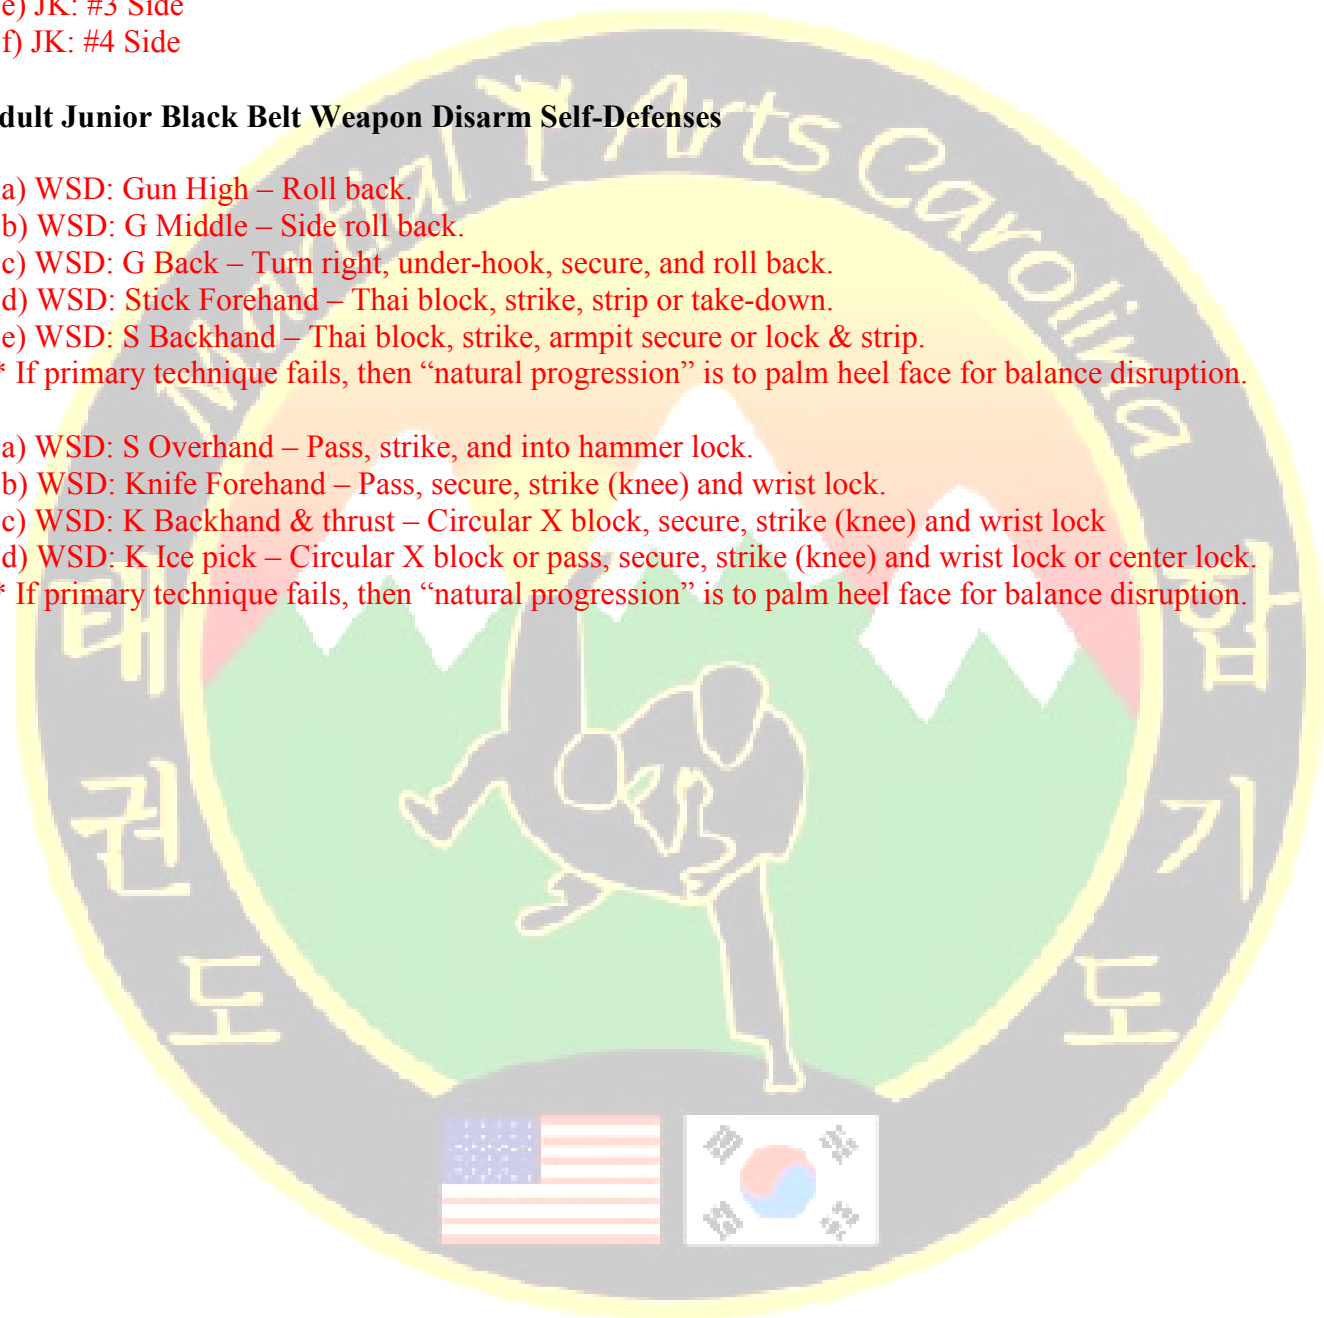 e) JK: #3 Side
f) JK: #4 Side
dult Junior Black Belt Weapon Disarm Self-Defenses
a) WSD: Gun High – Roll back.
b) WSD: G Middle – Side roll back.
c) WSD: G Back – Turn right, under-hook, secure, and roll back.
d) WSD: Stick Forehand – Thai block, strike, strip or take-down.
e) WSD: S Backhand – Thai block, strike, armpit secure or lock & strip.
* If primary technique fails, then “natural progression” is to palm heel face for balance disruption.
a) WSD: S Overhand – Pass, strike, and into hammer lock.
b) WSD: Knife Forehand – Pass, secure, strike (knee) and wrist lock.
c) WSD: K Backhand & thrust – Circular X block, secure, strike (knee) and wrist lock
d) WSD: K Ice pick – Circular X block or pass, secure, strike (knee) and wrist lock or center lock.
* If primary technique fails, then “natural progression” is to palm heel face for balance disruption.
Martial Arts Carolina
태권도
합기도